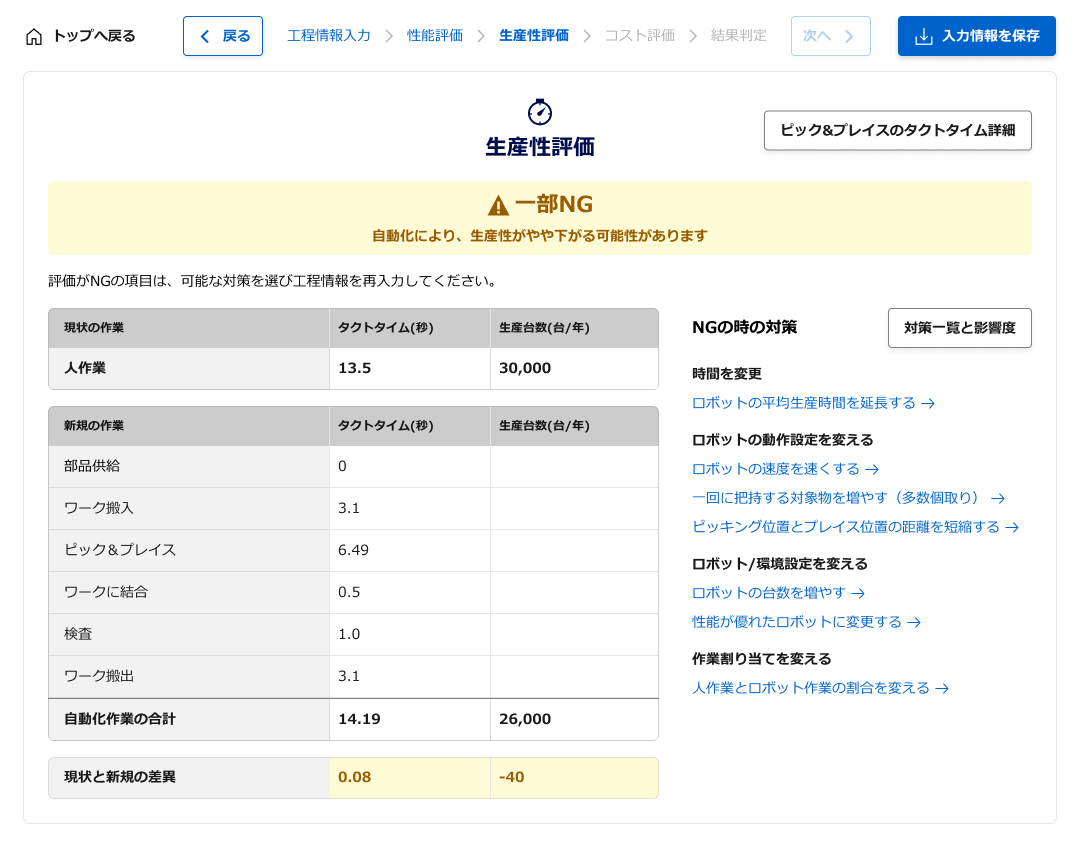 トップへ戻る 戻る 工程情報入力 性能評価 生産性評価 コスト評価 結果判定 次へ 入力情報を保存
生産性評価
ピック&プレイスのタクトタイム詳細
一部NG
自動化により、生産性がやや下がる可能性があります
評価がNGの項目は、可能な対策を選び工程情報を再入力してください。
現状の作業 タクトタイム(秒) 生産台数(台/年)
人作業 13.5 30,000
新規の作業 タクトタイム(秒) 生産台数(台/年)
部品供給 0
ワーク搬入 3.1
ピック＆プレイス 6.49
ワークに結合 0.5
検査 1.0
ワーク搬出 3.1
自動化作業の合計 14.19 26,000
現状と新規の差異 0.08 -40
NGの時の対策 対策一覧と影響度
時間を変更
ロボットの平均生産時間を延長する →
ロボットの動作設定を変える
ロボットの速度を速くする →
一回に把持する対象物を増やす（多数個取り） →
ピッキング位置とプレイス位置の距離を短縮する →
ロボット/環境設定を変える
ロボットの台数を増やす →
性能が優れたロボットに変更する →
作業割り当てを変える
人作業とロボット作業の割合を変える →